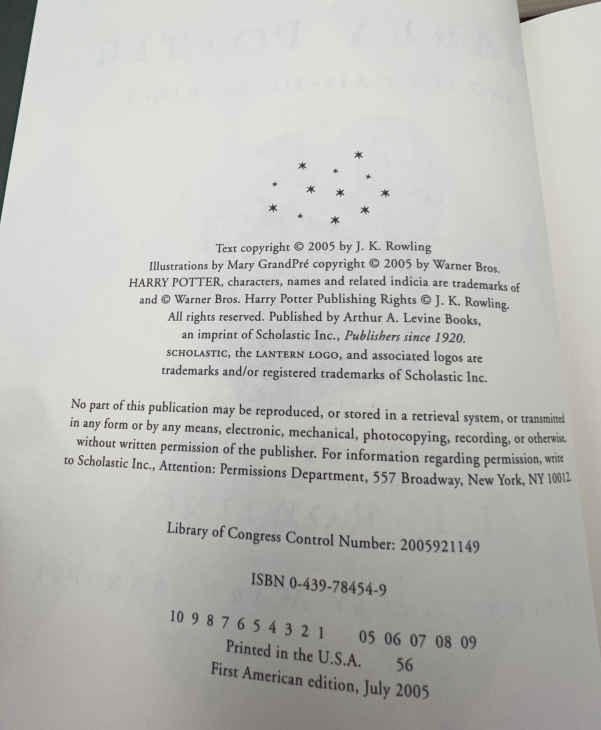 Text copyright © 2005 by J. K. Rowling
Illustrations by Mary GrandPré copyright © 2005 by Warner Bros.
HARRY POTTER, characters, names and related indicia are trademarks of
and © Warner Bros. Harry Potter Publishing Rights © J. K. Rowling.
All rights reserved. Published by Arthur A. Levine Books,
an imprint of Scholastic Inc., Publishers since 1920.
SCHOLASTIC, the LANTERN LOGO, and associated logos are
trademarks and/or registered trademarks of Scholastic Inc.
No part of this publication may be reproduced, or stored in a retrieval system, or transmitted
in any form or by any means, electronic, mechanical, photocopying, recording, or otherwise,
without written permission of the publisher. For information regarding permission, write
to Scholastic Inc., Attention: Permissions Department, 557 Broadway, New York, NY 10012.
Library of Congress Control Number: 2005921149
ISBN 0-439-78454-9
10 9 8 7 6 5 4 3 2 1 05 06 07 08 09
Printed in the U.S.A. 56
First American edition, July 2005